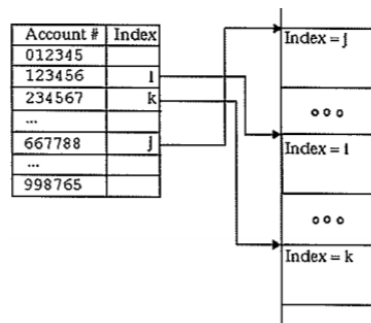 Account # Index
012345
123456 i
234567 k
...
667788 j
...
998765
Index = j
Index = i
Index = k